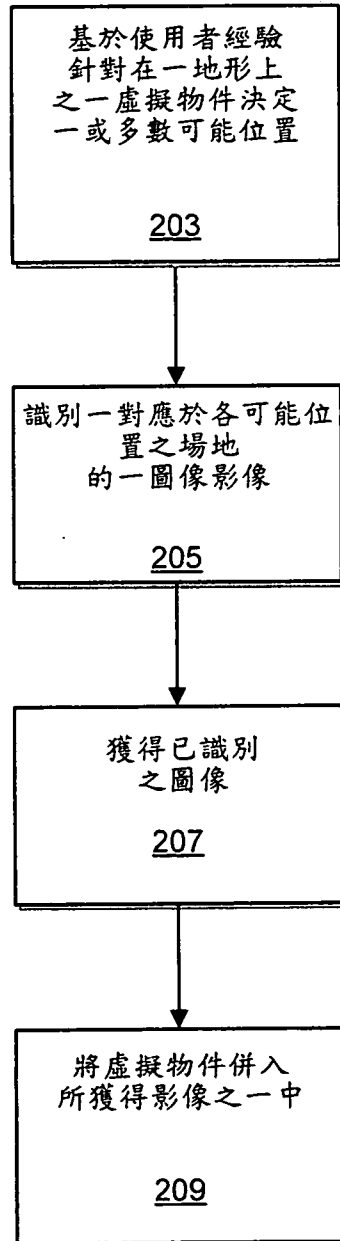 基於使用者經驗
針對在一地形上
之一虛擬物件決定
一或多數可能位置
203
識別一對應於各可能位
置之場地
的一圖像影像
205
獲得已識別
之圖像
207
將虛擬物件併入
所獲得影像之一中
209